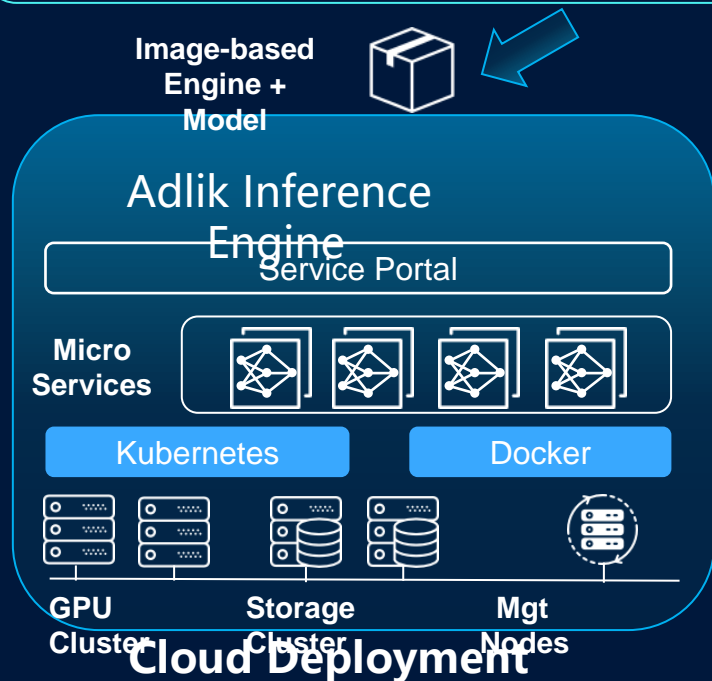 Image-based
Engine +
Model
Adlik Inference
Engine
Service Portal
Micro
Services
Kubernetes
Docker
GPU
Cluster
Storage
Cluster
Mgt
Nodes
Cloud Deployment